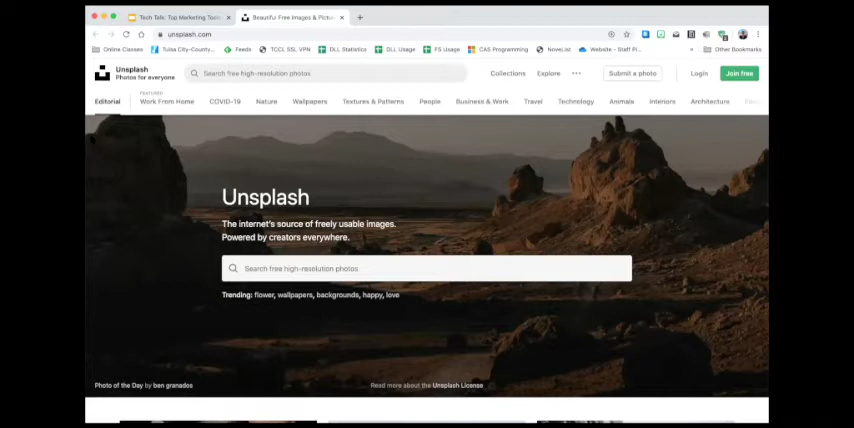 Tech Talk: Top Marketing Tools
Beautiful Free Images & Pictur
unsplash.com
Online Classes
Tulsa City-County...
Feeds
TCCL SSL VPN
DLL Statistics
DLL Usage
FS Usage
CAS Programming
NoveList
Website - Staff Pi...
Other Bookmarks
Unsplash
Photos for everyone
Search free high-resolution photos
Collections
Explore
Submit a photo
Login
Join free
Editorial
FEATURED
Work From Home
COVID-19
Nature
Wallpapers
Textures & Patterns
People
Business & Work
Travel
Technology
Animals
Interiors
Architecture
Unsplash
The internet's source of freely usable images.
Powered by creators everywhere.
Search free high-resolution photos
Trending: flower, wallpapers, backgrounds, happy, love
Photo of the Day by ben granados
Read more about the Unsplash License